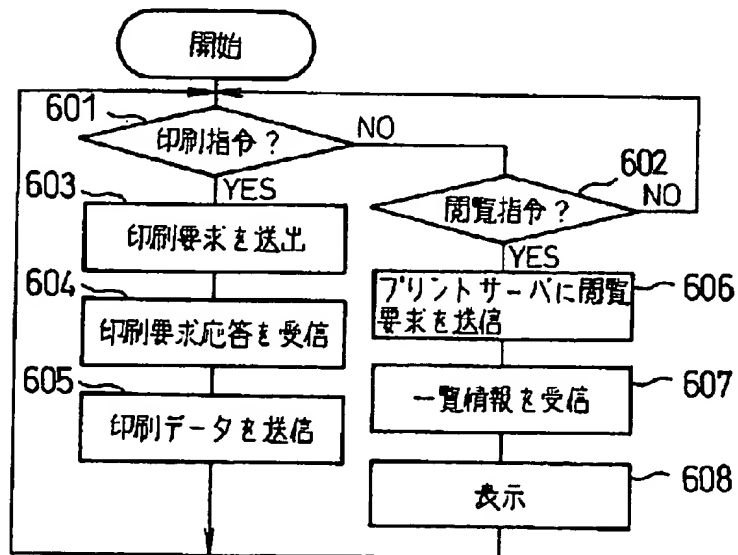 開始
601
印刷指令?
NO
602
YES
NO
603
閲覧指令?
印刷要求を送出
YES
604
プリントサーバに閲覧
要求を送信
606
印刷要求応答を受信
605
一覧情報を受信
607
印刷データを送信
表示
608